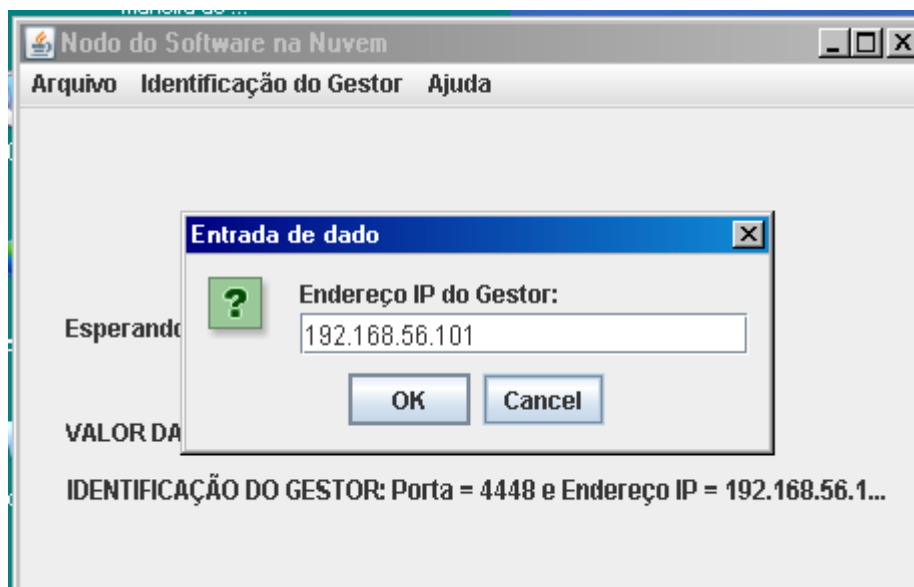 Nodo do Software na Nuvem
Arquivo Identificação do Gestor Ajuda
Entrada de dado
?
Endereço IP do Gestor:
192.168.56.101
Esperando
OK Cancel
VALOR DA
IDENTIFICAÇÃO DO GESTOR: Porta = 4448 e Endereço IP = 192.168.56.1...